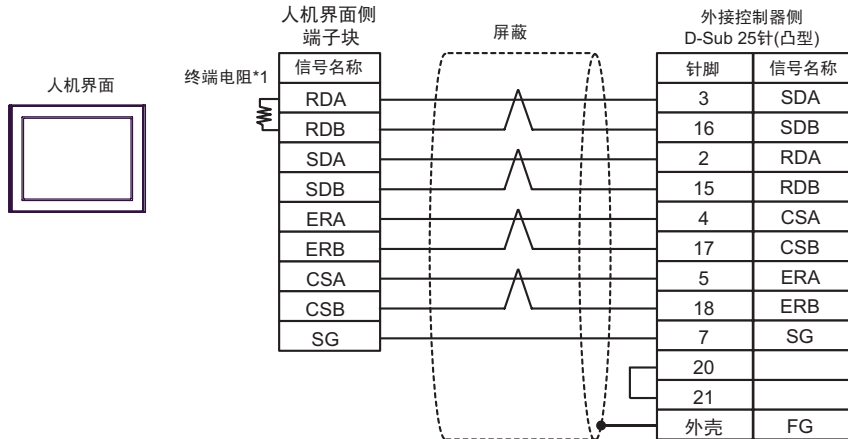 人机界面
人机界面侧
端子块
屏蔽
外接控制器侧
D-Sub 25针(凸型)
终端电阻*1
信号名称
针脚 信号名称
RDA 3 SDA
RDB 16 SDB
SDA 2 RDA
SDB 15 RDB
ERA 4 CSA
ERB 17 CSB
CSA 5 ERA
CSB 18 ERB
SG 7 SG
20
21
外壳 FG